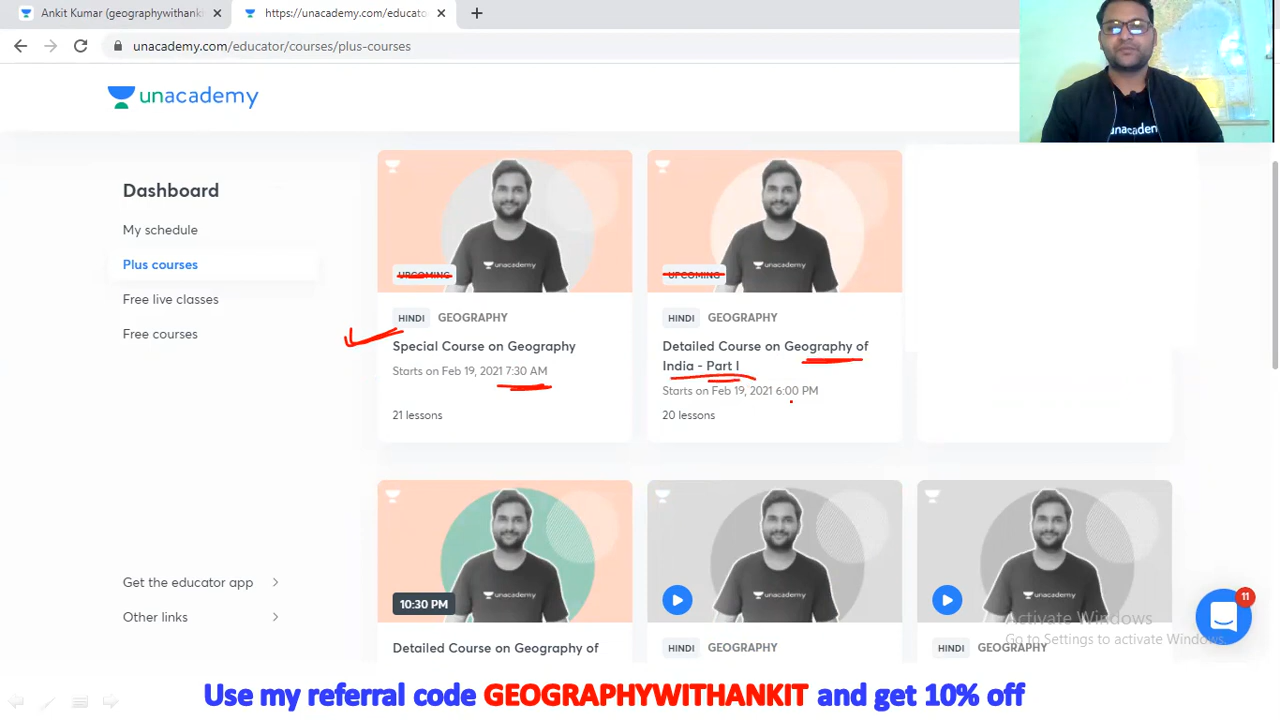 Ankit Kumar (geographywithanki
https://unacademy.com/educato
unacademy.com/educator/courses/plus-courses
unacademy
unacadem
Dashboard
My schedule
Plus courses
Free live classes
Free courses
Get the educator app
Other links
unacademy
UPCOMING
HINDI GEOGRAPHY
Special Course on Geography
Starts on Feb 19, 2021 7:30 AM
21 lessons
unacademy
UPCOMING
HINDI GEOGRAPHY
Detailed Course on Geography of
India - Part I
Starts on Feb 19, 2021 6:00 PM
20 lessons
unacademy
10:30 PM
Detailed Course on Geography of
unacademy
HINDI GEOGRAPHY
unacademy
HINDI GEOGRAPHY
11
Activate Windows
Go to Settings to activate Windows.
Use my referral code GEOGRAPHYWITHANKIT and get 10% off